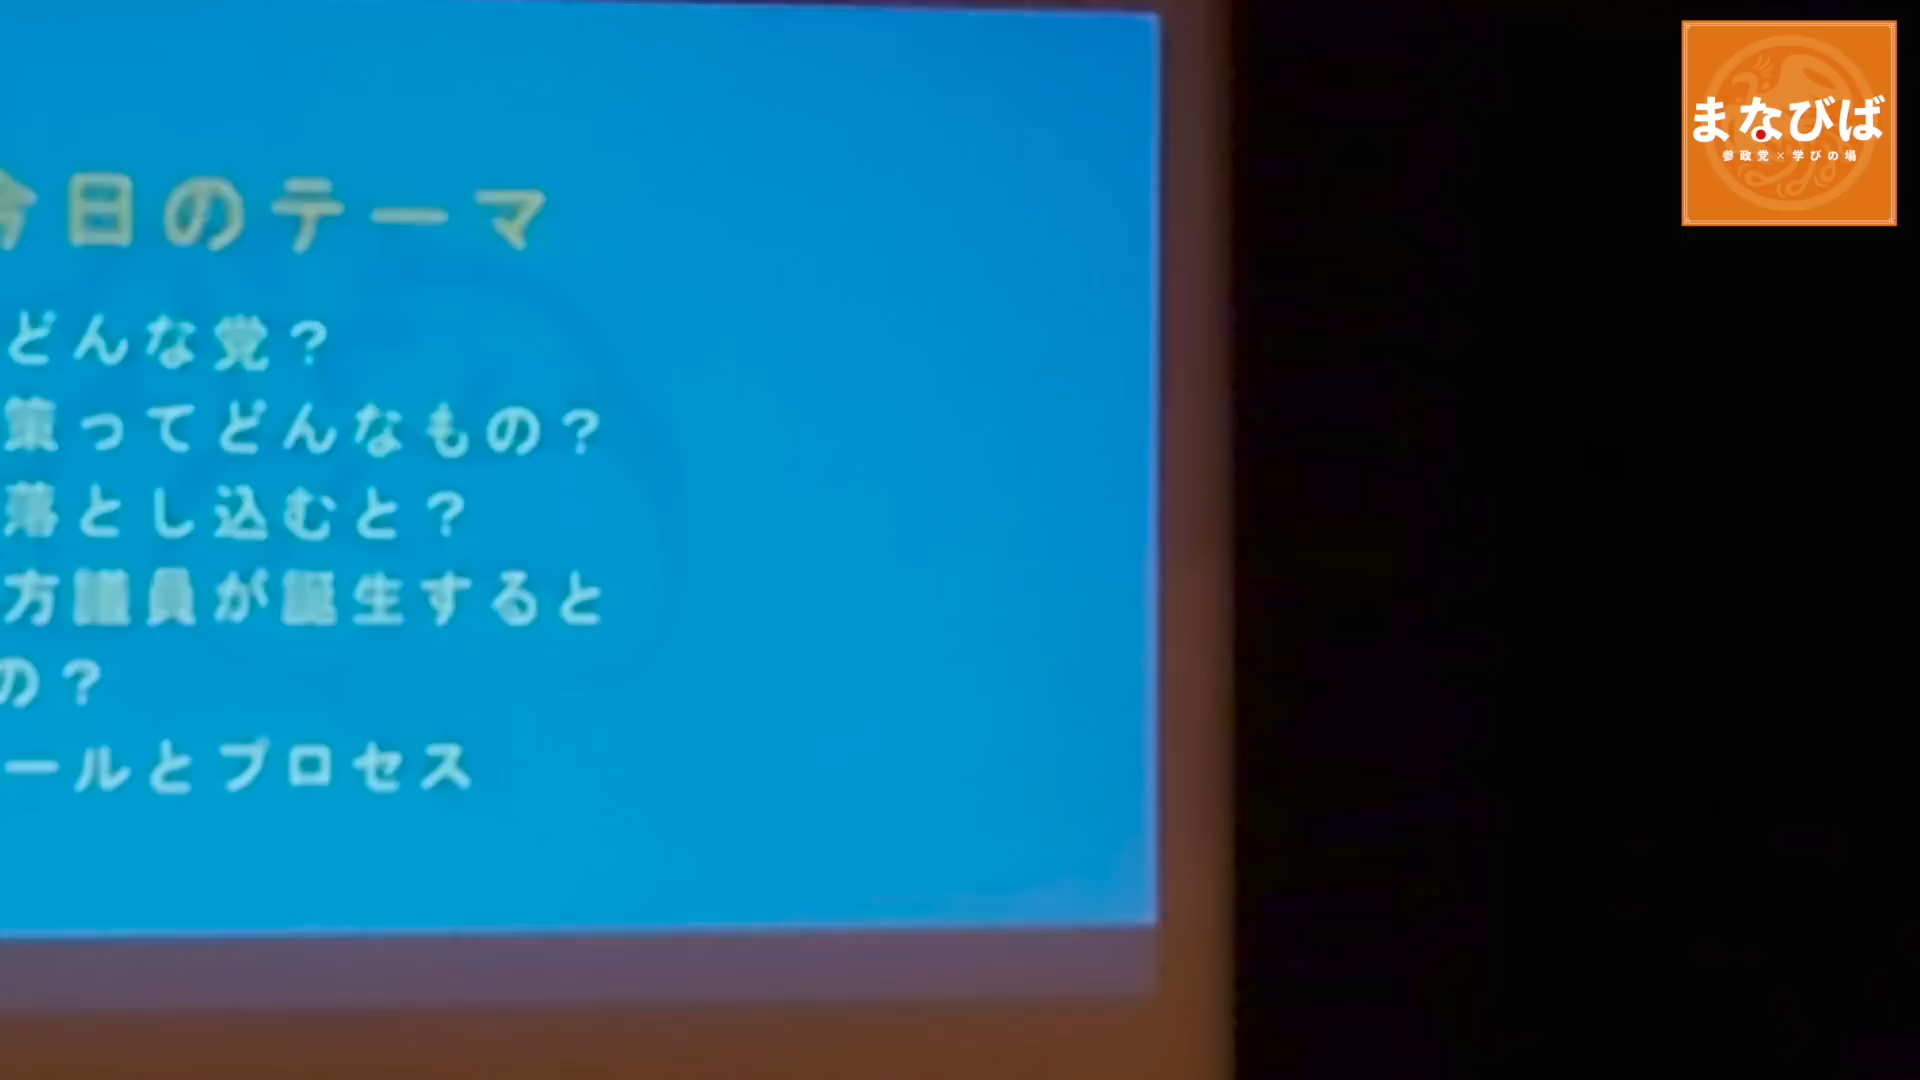 今日のテーマ
どんな党?
策ってどんなもの?
落とし込むと?
方議員が誕生すると
の?
ールとプロセス
まなびば
参政党×学びの場